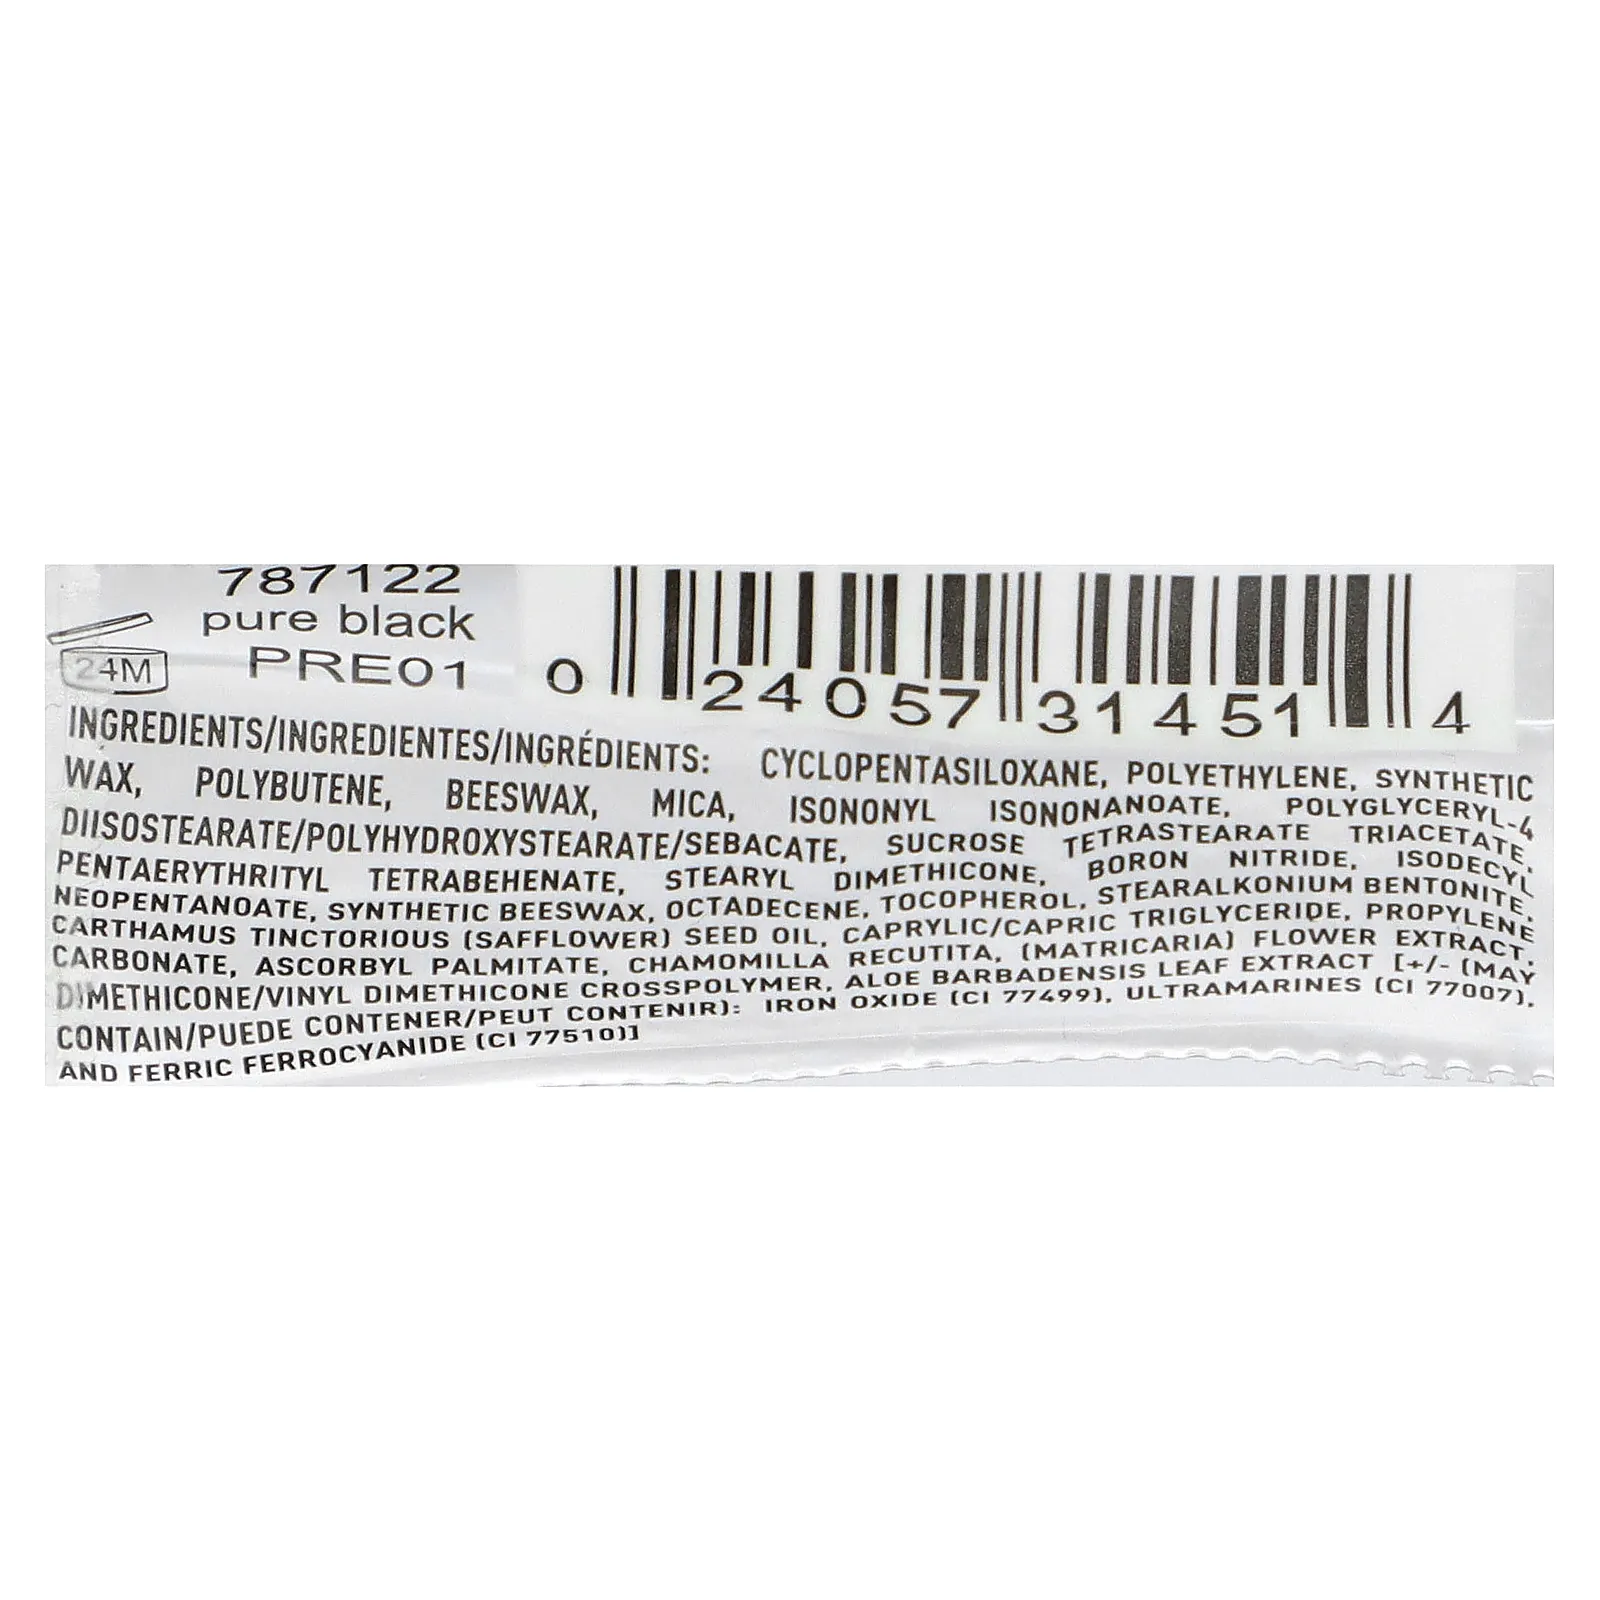 787122
pure black
PRE01
24M
0 24057 31451 4
INGREDIENTS/INGREDIENTES/INGRÉDIENTS: CYCLOPENTASILOXANE, POLYETHYLENE, SYNTHETIC
WAX, POLYBUTENE, BEESWAX, MICA, ISONONYL ISONONANOATE, POLYGLYCERYL-4
DIISOSTEARATE/POLYHYDROXYSTEARATE/SEBACATE, SUCROSE TETRASTEARATE TRIACETATE,
PENTAERYTHRITYL TETRABEHENATE, STEARYL DIMETHICONE, BORON NITRIDE, ISODECYL
NEOPENTANOATE, SYNTHETIC BEESWAX, OCTADECENE, TOCOPHEROL, STEARALKONIUM BENTONITE,
CARTHAMUS TINCTORIOUS (SAFFLOWER) SEED OIL, CAPRYLIC/CAPRIC TRIGLYCERIDE, PROPYLENE
CARBONATE, ASCORBYL PALMITATE, CHAMOMILLA RECUTITA, (MATRICARIA) FLOWER EXTRACT,
DIMETHICONE/VINYL DIMETHICONE CROSSPOLYMER, ALOE BARBADENSIS LEAF EXTRACT [+/- (MAY
CONTAIN/PUEDE CONTENER/PEUT CONTENIR): IRON OXIDE (CI 77499), ULTRAMARINES (CI 77007),
AND FERRIC FERROCYANIDE (CI 77510)]